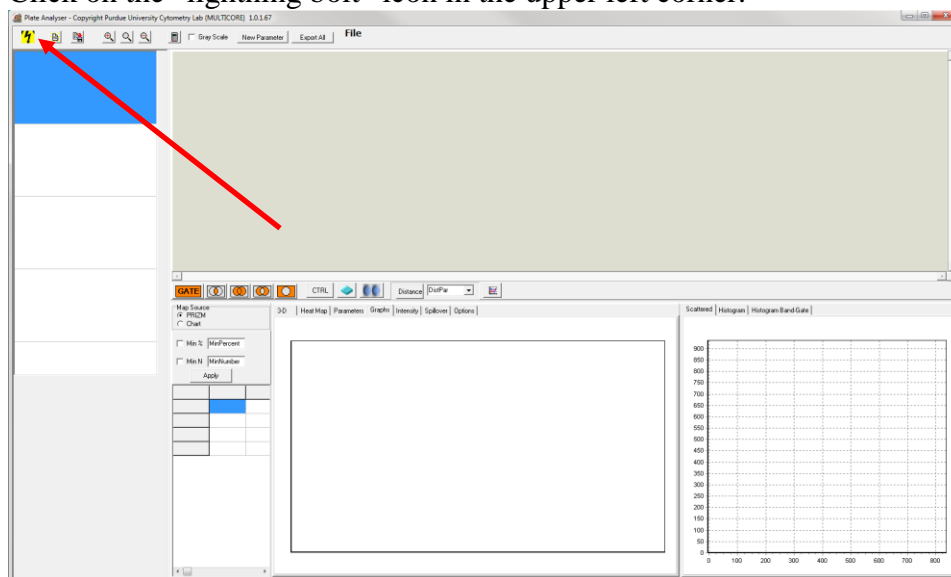 Click on the "lightning bolt" icon in the upper left corner.
Plate Analyser - Copyright Purdue University Cytometry Lab (MULTICORE) 1.0.1.67
Gray Scale New Parameter Export All File
GATE CTRL Distance DistPar
Map Source
PRIZM
Chart
3-D Heat Map Parameters Graphs Intensity Spillover Options
Scattered Histogram Histogram Band-Gate
Min % MinPercent
Min N MinNumber
Apply
900
850
800
750
700
650
600
550
500
450
400
350
300
250
200
150
100
50
0
0 100 200 300 400 500 600 700 800